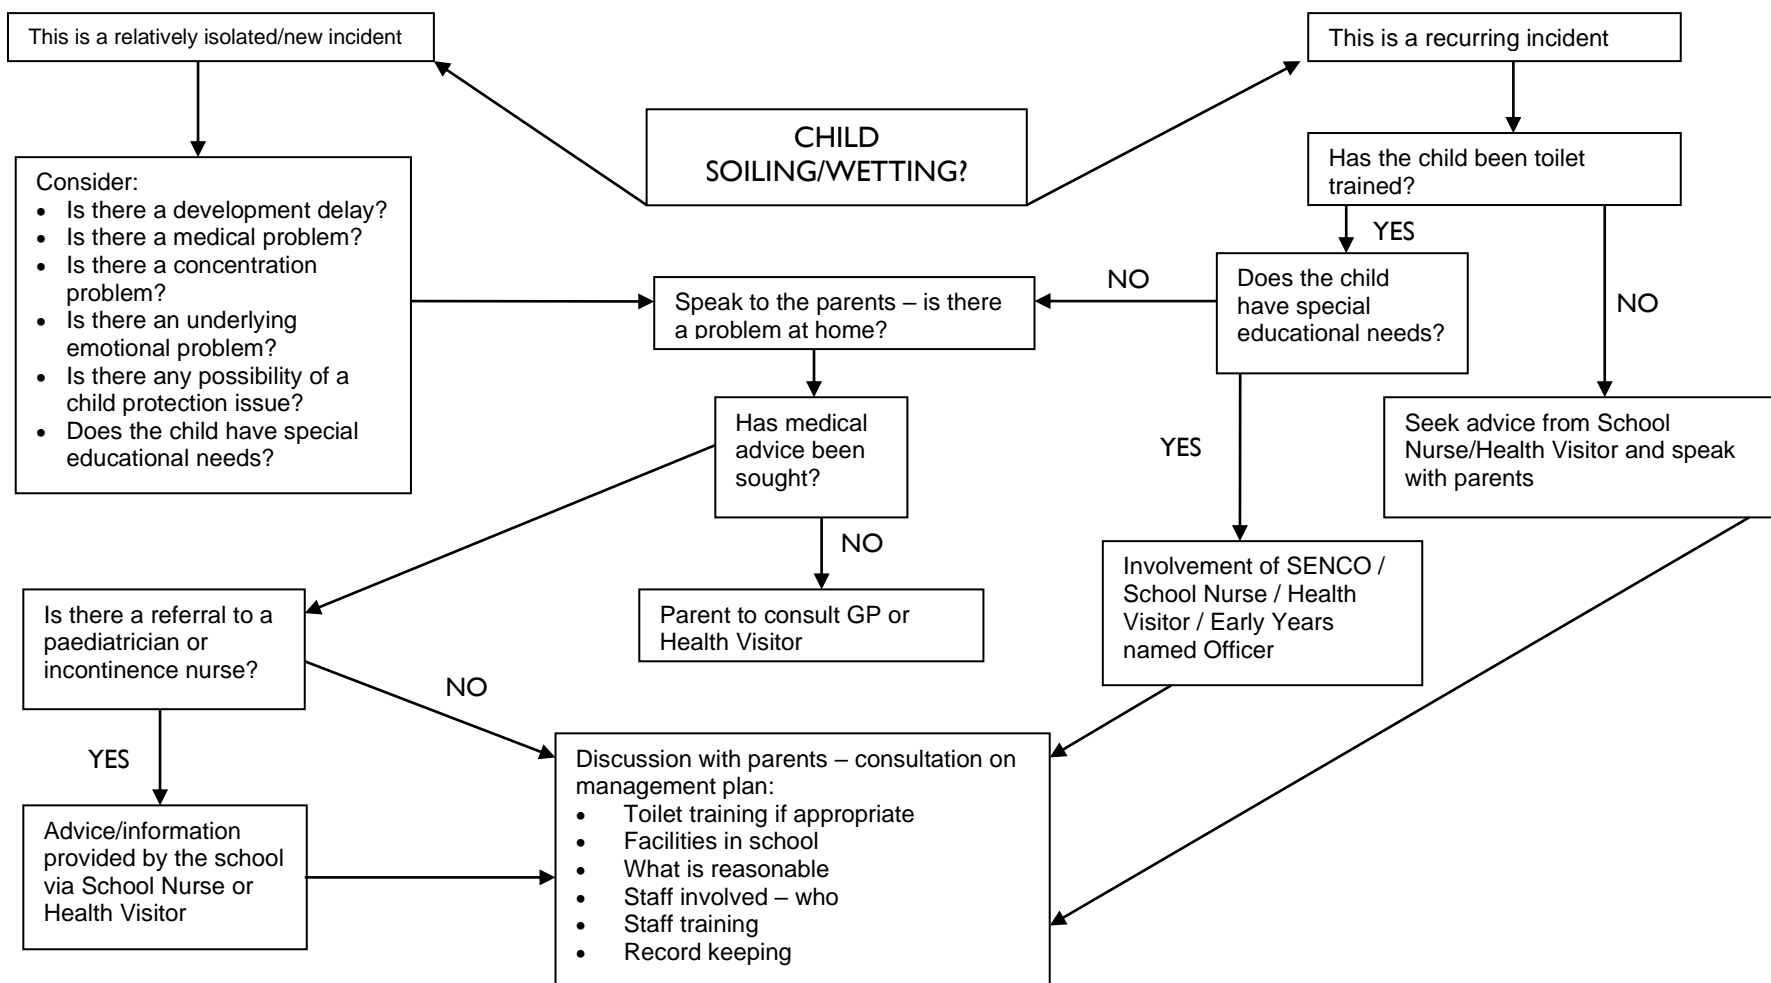 This is a relatively isolated/new incident
This is a recurring incident
CHILD
SOILING/WETTING?
Has the child been toilet
trained?
Consider:
• Is there a development delay?
• Is there a medical problem?
• Is there a concentration
problem?
• Is there an underlying
emotional problem?
• Is there any possibility of a
child protection issue?
• Does the child have special
educational needs?
YES
NO
Speak to the parents – is there
a problem at home?
NO
Does the child
have special
educational needs?
Has medical
advice been
sought?
YES
Seek advice from School
Nurse/Health Visitor and speak
with parents
NO
Involvement of SENCO /
School Nurse / Health
Visitor / Early Years
named Officer
Is there a referral to a
paediatrician or
incontinence nurse?
Parent to consult GP or
Health Visitor
NO
YES
Discussion with parents – consultation on
management plan:
• Toilet training if appropriate
• Facilities in school
• What is reasonable
• Staff involved – who
• Staff training
• Record keeping
Advice/information
provided by the school
via School Nurse or
Health Visitor